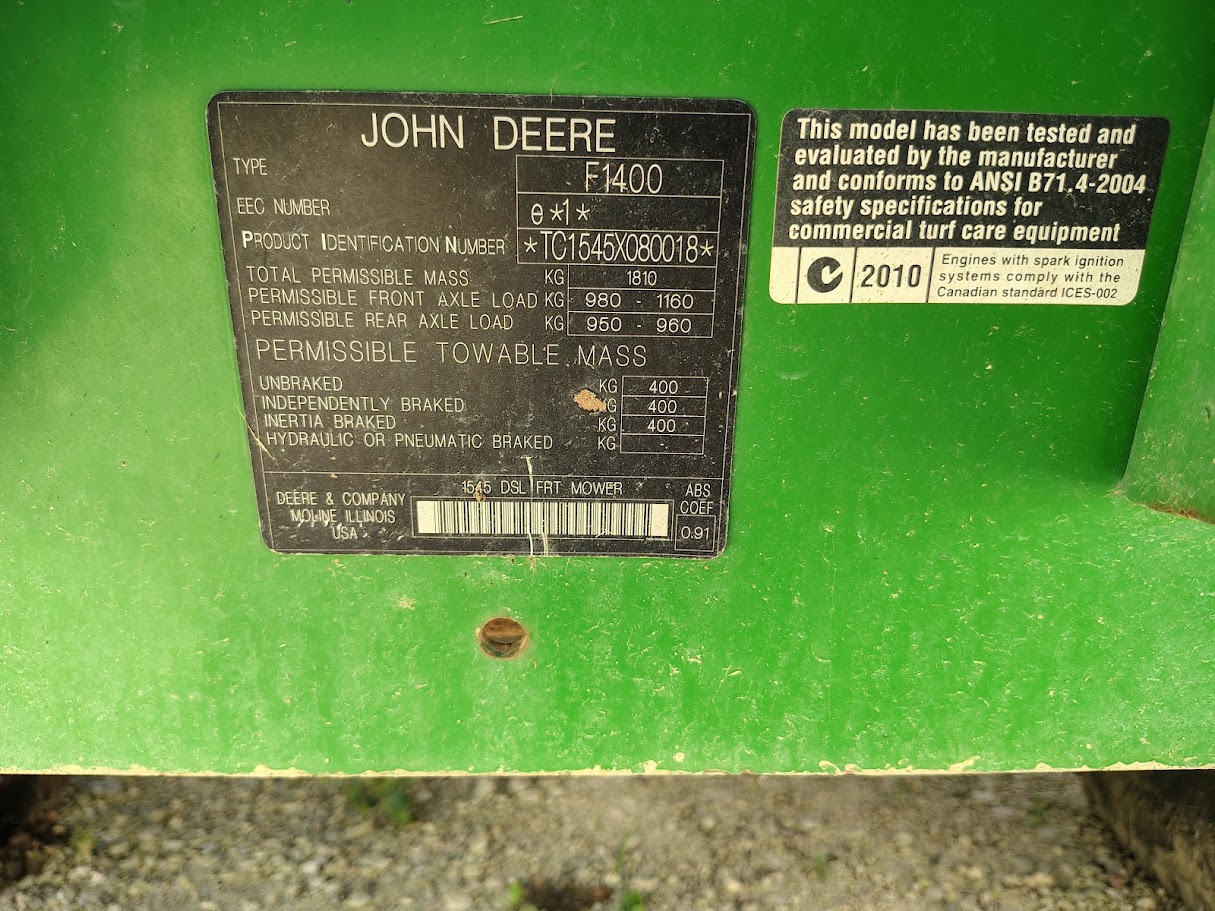 JOHN DEERE
TYPE F1400
EEC NUMBER e*1*
PRODUCT IDENTIFICATION NUMBER *TC1545X080018*
TOTAL PERMISSIBLE MASS KG 1810
PERMISSIBLE FRONT AXLE LOAD KG 980 - 1160
PERMISSIBLE REAR AXLE LOAD KG 950 - 960
PERMISSIBLE TOWABLE MASS
UNBRAKED KG 400
INDEPENDENTLY BRAKED KG 400
INERTIA BRAKED KG 400
HYDRAULIC OR PNEUMATIC BRAKED KG -
1545 DSL FRT MOWER
DEERE & COMPANY
MOLINE ILLINOIS
USA
ABS
COEF
0.91
This model has been tested and
evaluated by the manufacturer
and conforms to ANSI B71.4-2004
safety specifications for
commercial turf care equipment
C 2010
Engines with spark ignition
systems comply with the
Canadian standard ICES-002